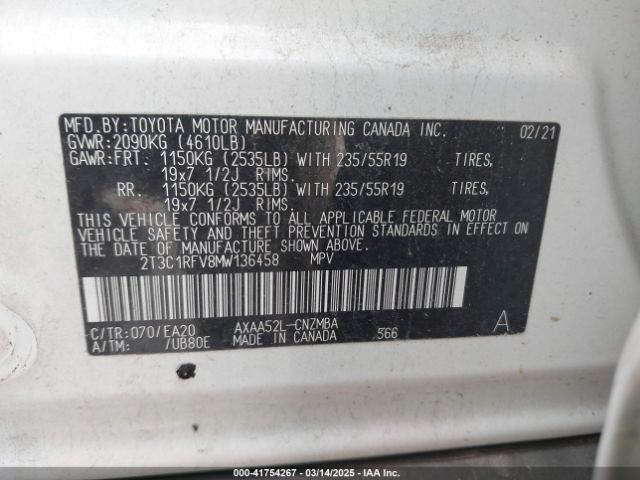 MFD.BY:TOYOTA MOTOR MANUFACTURING CANADA INC. 02/21
GVWR:2090KG (4610LB)
GAWR:FRT. 1150KG (2535LB) WITH 235/55R19 TIRES,
19x7 1/2J RIMS.
RR. 1150KG (2535LB) WITH 235/55R19 TIRES,
19x7 1/2J RIMS.
THIS VEHICLE CONFORMS TO ALL APPLICABLE FEDERAL MOTOR
VEHICLE SAFETY AND THEFT PREVENTION STANDARDS IN EFFECT ON
THE DATE OF MANUFACTURE SHOWN ABOVE.
2T3C1RFV8MW136458 MPV
C/TR:070/EA20 AXAA52L-CNZMBA 566
A/TM: /UB80E MADE IN CANADA A
000-41754267 - 03/14/2025 - IAA Inc.